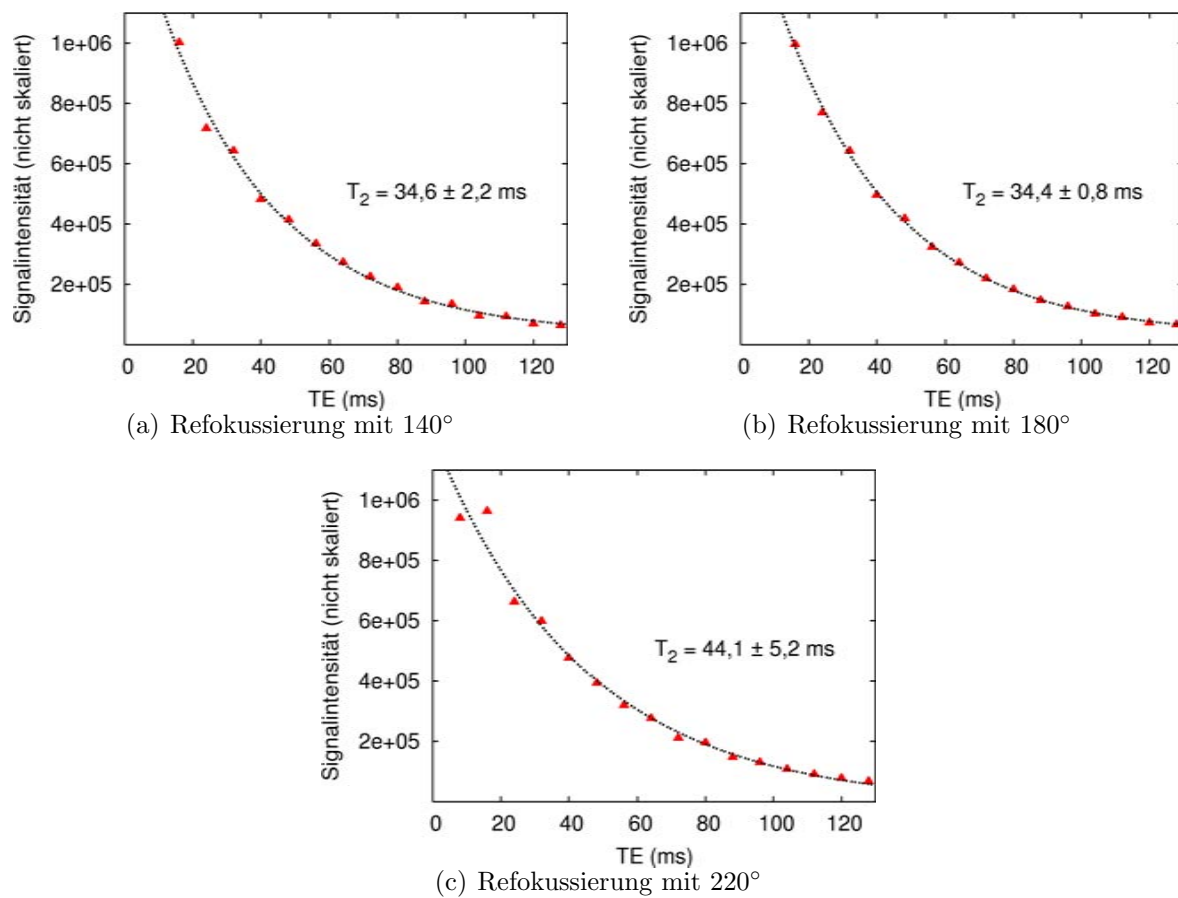 Signalintensität (nicht skaliert)
1e+06
8e+05
6e+05
4e+05
2e+05
T2 = 34,6 ± 2,2 ms
0 20 40 60 80 100 120
TE (ms)
(a) Refokussierung mit 140°
Signalintensität (nicht skaliert)
1e+06
8e+05
6e+05
4e+05
2e+05
T2 = 34,4 ± 0,8 ms
0 20 40 60 80 100 120
TE (ms)
(b) Refokussierung mit 180°
Signalintensität (nicht skaliert)
1e+06
8e+05
6e+05
4e+05
2e+05
T2 = 44,1 ± 5,2 ms
0 20 40 60 80 100 120
TE (ms)
(c) Refokussierung mit 220°